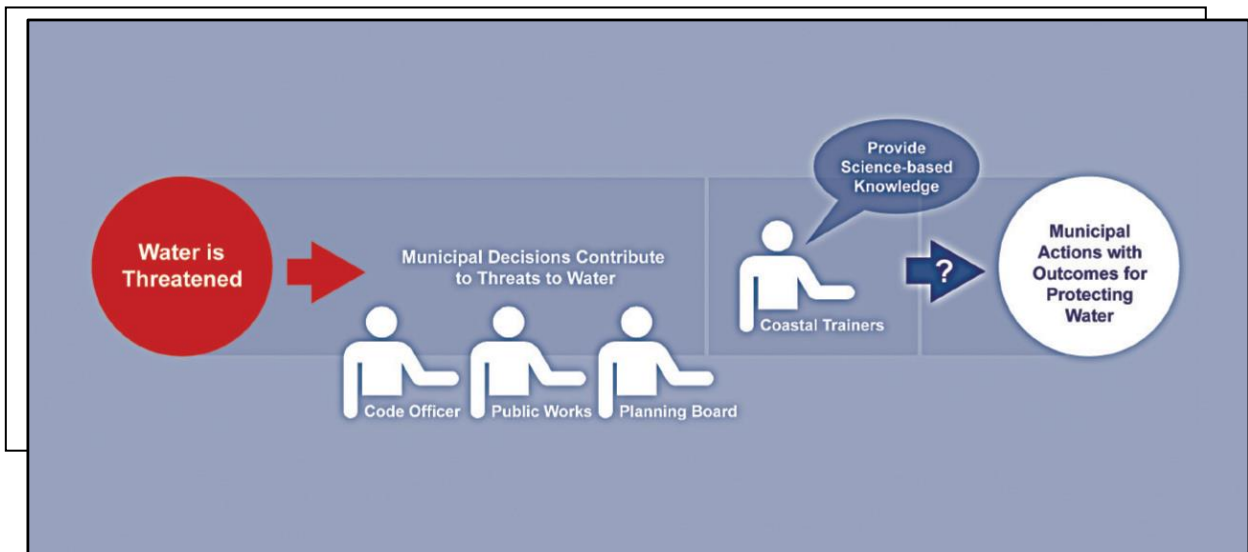 Water is
Threatened
Municipal Decisions Contribute
to Threats to Water
Code Officer
Public Works
Planning Board
Provide
Science-based
Knowledge
Coastal Trainers
?
Municipal
Actions with
Outcomes for
Protecting
Water